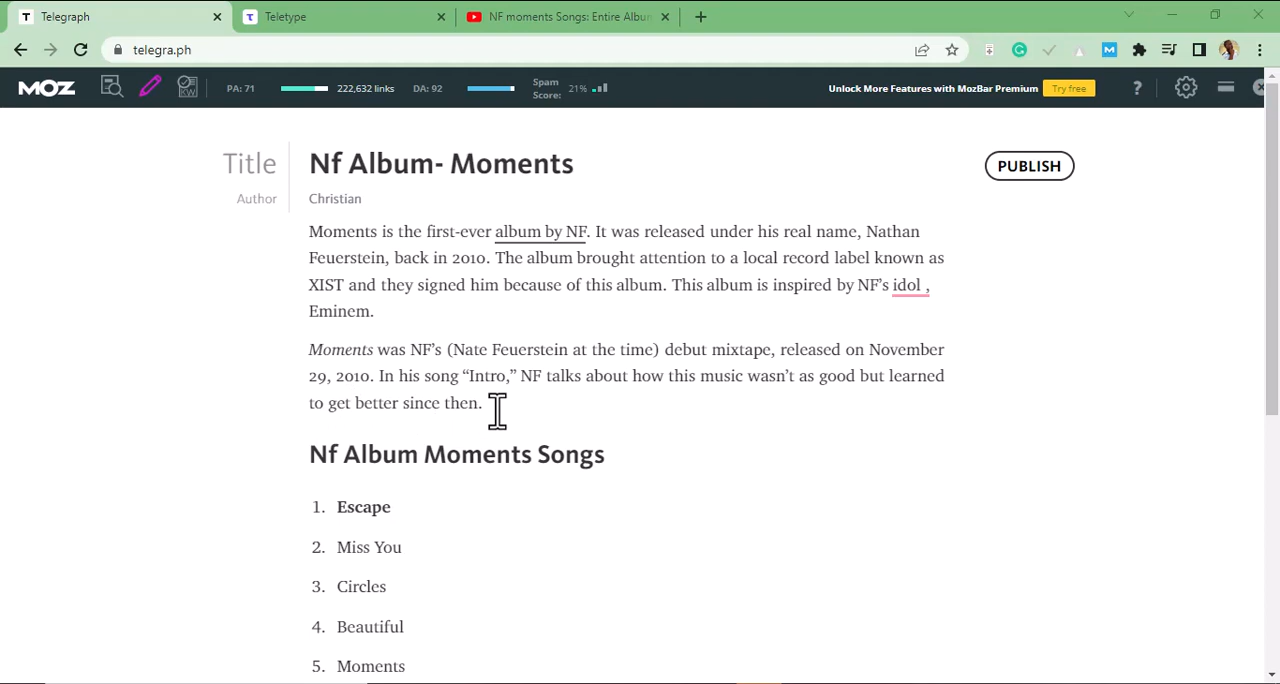 Telegraph
Teletype
NF moments Songs: Entire Albun
telegra.ph
MOZ
PA: 71
222,632 links
DA: 92
Spam Score: 21%
Unlock More Features with MozBar Premium
Try free
?
Title
Nf Album- Moments
PUBLISH
Author
Christian
Moments is the first-ever album by NF. It was released under his real name, Nathan
Feuerstein, back in 2010. The album brought attention to a local record label known as
XIST and they signed him because of this album. This album is inspired by NF’s idol ,
Eminem.
Moments was NF’s (Nate Feuerstein at the time) debut mixtape, released on November
29, 2010. In his song “Intro,” NF talks about how this music wasn’t as good but learned
to get better since then.
Nf Album Moments Songs
1. Escape
2. Miss You
3. Circles
4. Beautiful
5. Moments